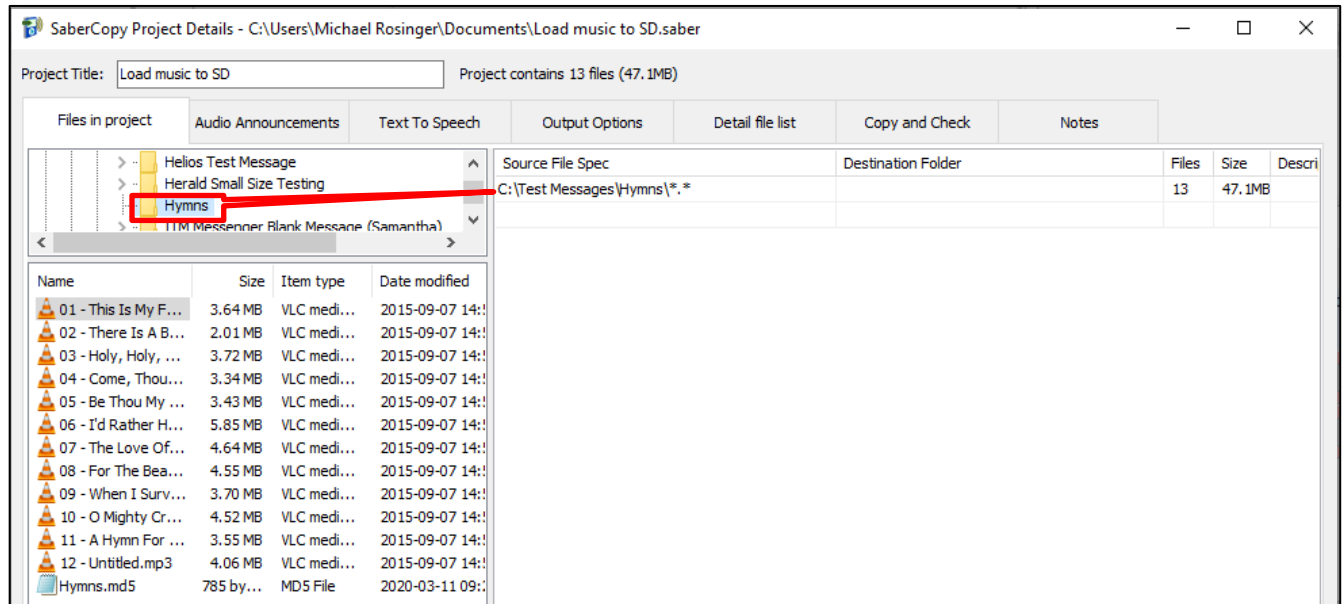 SaberCopy Project Details - C:\Users\Michael Rosinger\Documents\Load music to SD.saber
Project Title: Load music to SD Project contains 13 files (47.1MB)
Files in project Audio Announcements Text To Speech Output Options Detail file list Copy and Check Notes
Helios Test Message
Herald Small Size Testing
Hymns
Messenger Blank Message (Samantha)
Source File Spec Destination Folder Files Size Descri
C:\Test Messages\Hymns\*.* 13 47.1MB
Name Size Item type Date modified
01 - This Is My F... 3.64 MB VLC medi... 2015-09-07 14:
02 - There Is A B... 2.01 MB VLC medi... 2015-09-07 14:
03 - Holy, Holy, ... 3.72 MB VLC medi... 2015-09-07 14:
04 - Come, Thou... 3.34 MB VLC medi... 2015-09-07 14:
05 - Be Thou My ... 3.43 MB VLC medi... 2015-09-07 14:
06 - I'd Rather H... 5.85 MB VLC medi... 2015-09-07 14:
07 - The Love Of... 4.64 MB VLC medi... 2015-09-07 14:
08 - For The Bea... 4.55 MB VLC medi... 2015-09-07 14:
09 - When I Surv... 3.70 MB VLC medi... 2015-09-07 14:
10 - O Mighty Cr... 4.52 MB VLC medi... 2015-09-07 14:
11 - A Hymn For ... 3.55 MB VLC medi... 2015-09-07 14:
12 - Untitled.mp3 4.06 MB VLC medi... 2015-09-07 14:
Hymns.md5 785 by... MD5 File 2020-03-11 09: